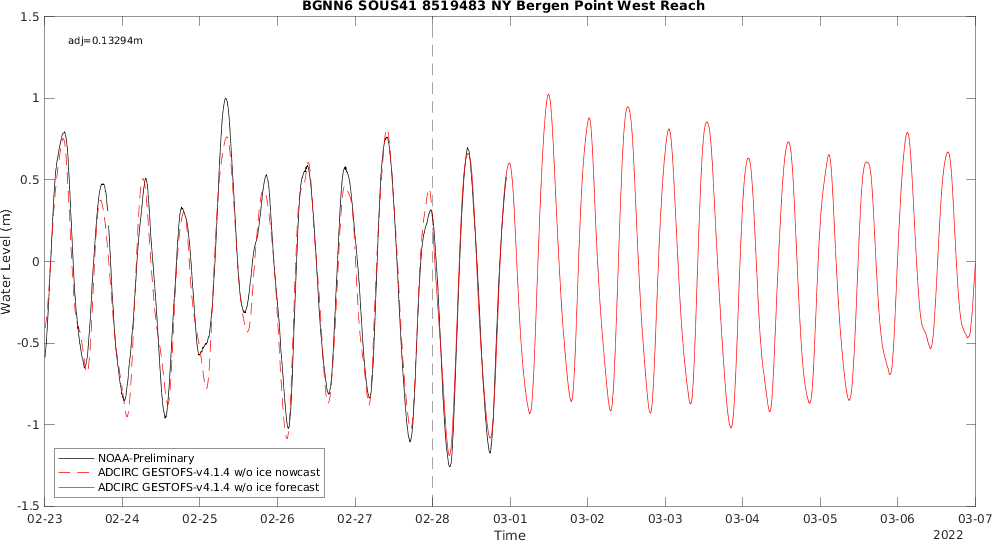 BGNN6 SOUS41 8519483 NY Bergen Point West Reach
1.5
adj=0.13294m
1
0.5
Water Level (m)
0
-0.5
-1
NOAA-Preliminary
ADCIRC GESTOFS-v4.1.4 w/o ice nowcast
ADCIRC GESTOFS-v4.1.4 w/o ice forecast
-1.5
02-23 02-24 02-25 02-26 02-27 02-28 03-01 03-02 03-03 03-04 03-05 03-06 03-07
Time
2022